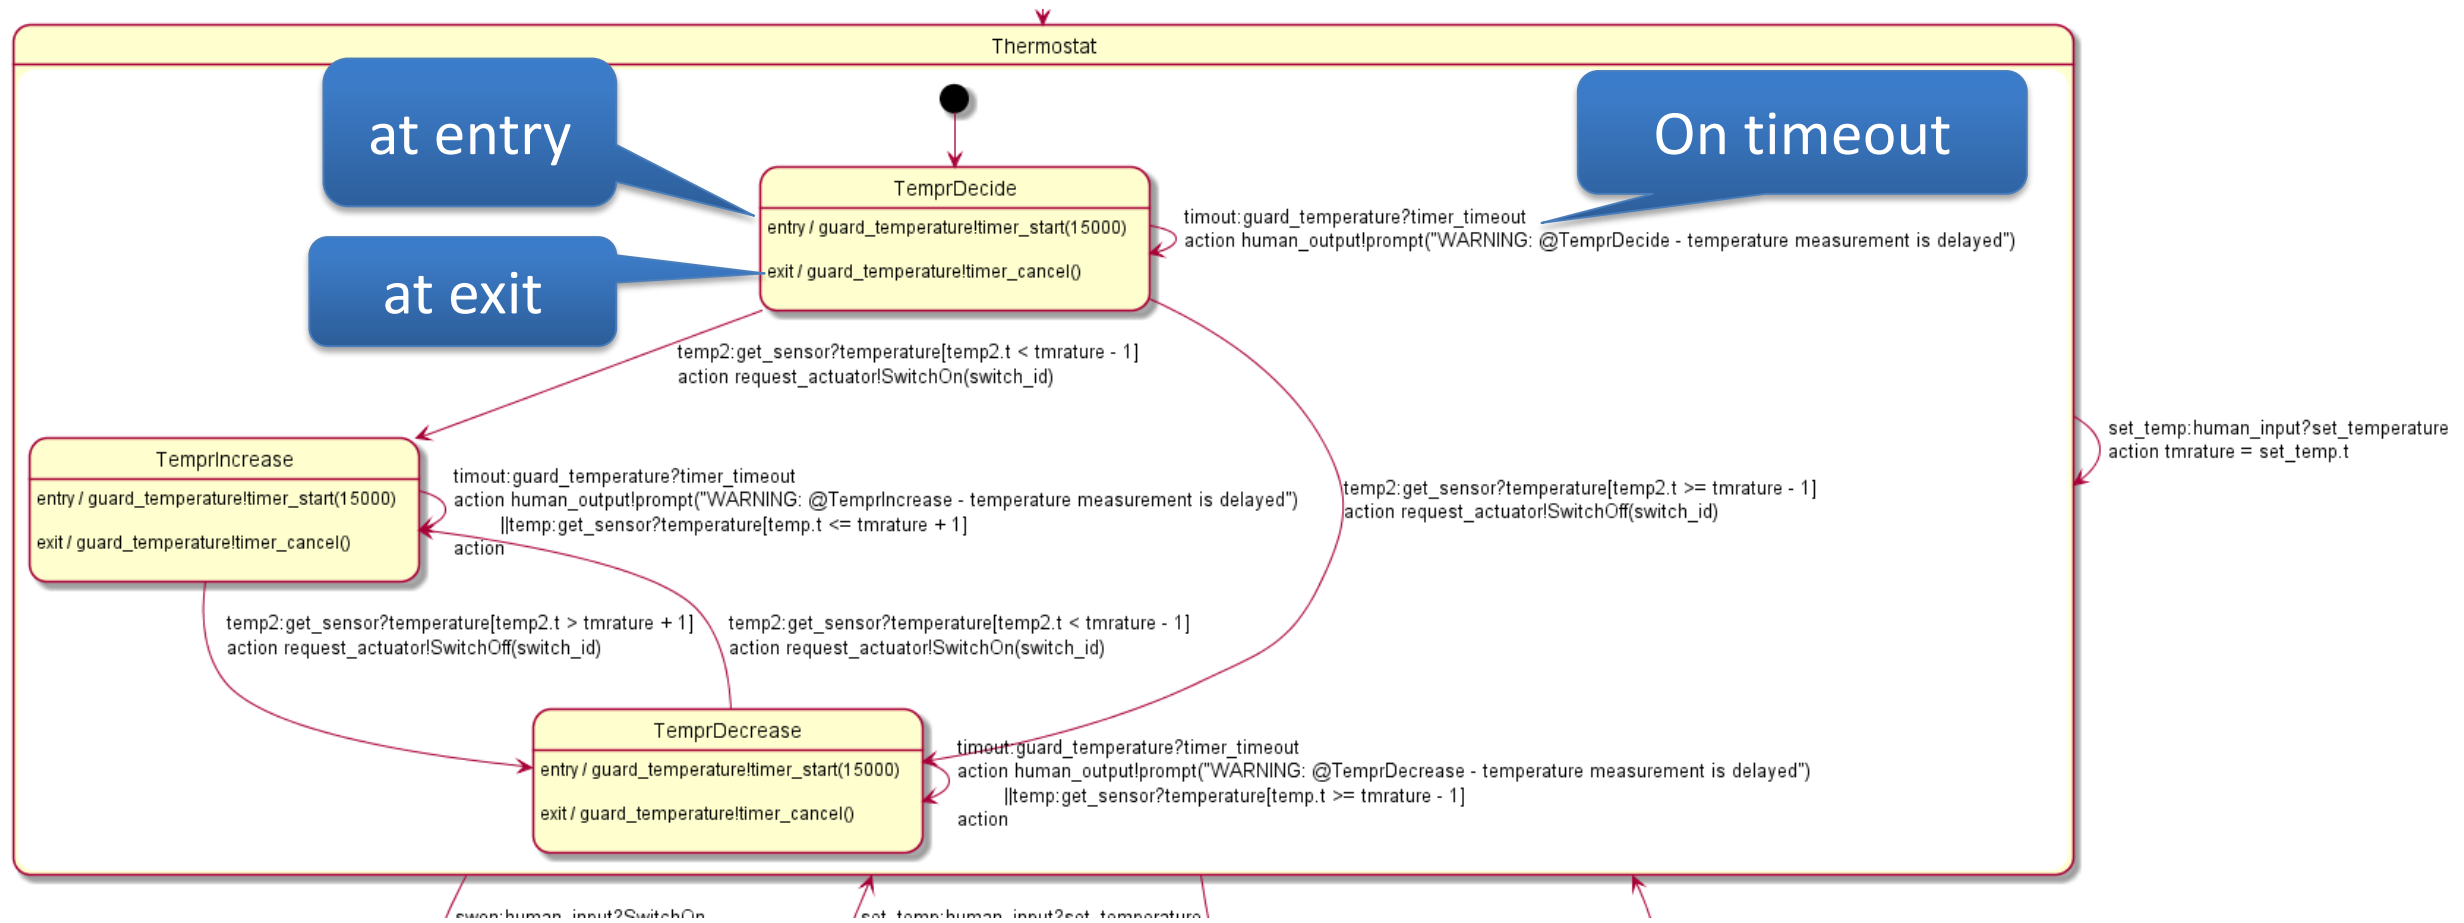 Thermostat
at entry
On timeout
TemprDecide
entry / guard_temperature!timer_start(15000)
exit / guard_temperature!timer_cancel()
timout:guard_temperature?timer_timeout
action human_output!prompt("WARNING: @TemprDecide - temperature measurement is delayed")
at exit
temp2:get_sensor?temperature[temp2.t < tmrature - 1]
action request_actuator!SwitchOn(switch_id)
set_temp:human_input?set_temperature
action tmrature = set_temp.t
TemprIncrease
entry / guard_temperature!timer_start(15000)
exit / guard_temperature!timer_cancel()
timout:guard_temperature?timer_timeout
action human_output!prompt("WARNING: @TemprIncrease - temperature measurement is delayed")
||temp:get_sensor?temperature[temp.t <= tmrature + 1]
action
temp2:get_sensor?temperature[temp2.t >= tmrature - 1]
action request_actuator!SwitchOff(switch_id)
temp2:get_sensor?temperature[temp2.t > tmrature + 1]
action request_actuator!SwitchOff(switch_id)
temp2:get_sensor?temperature[temp2.t < tmrature - 1]
action request_actuator!SwitchOn(switch_id)
TemprDecrease
entry / guard_temperature!timer_start(15000)
exit / guard_temperature!timer_cancel()
timout:guard_temperature?timer_timeout
action human_output!prompt("WARNING: @TemprDecrease - temperature measurement is delayed")
||temp:get_sensor?temperature[temp.t >= tmrature - 1]
action
swon:human_input?SwitchOn
set_temp:human_input?set_temperature